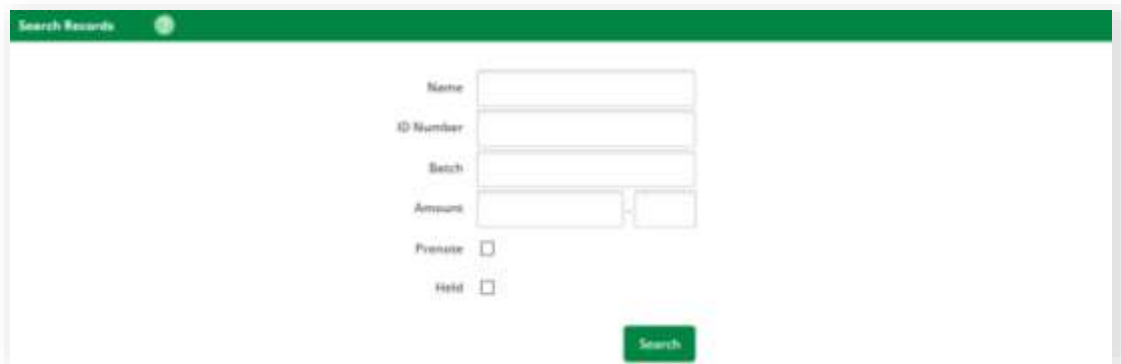 Search Records
Name
ID Number
Batch
Amount
Prenote
Held
Search